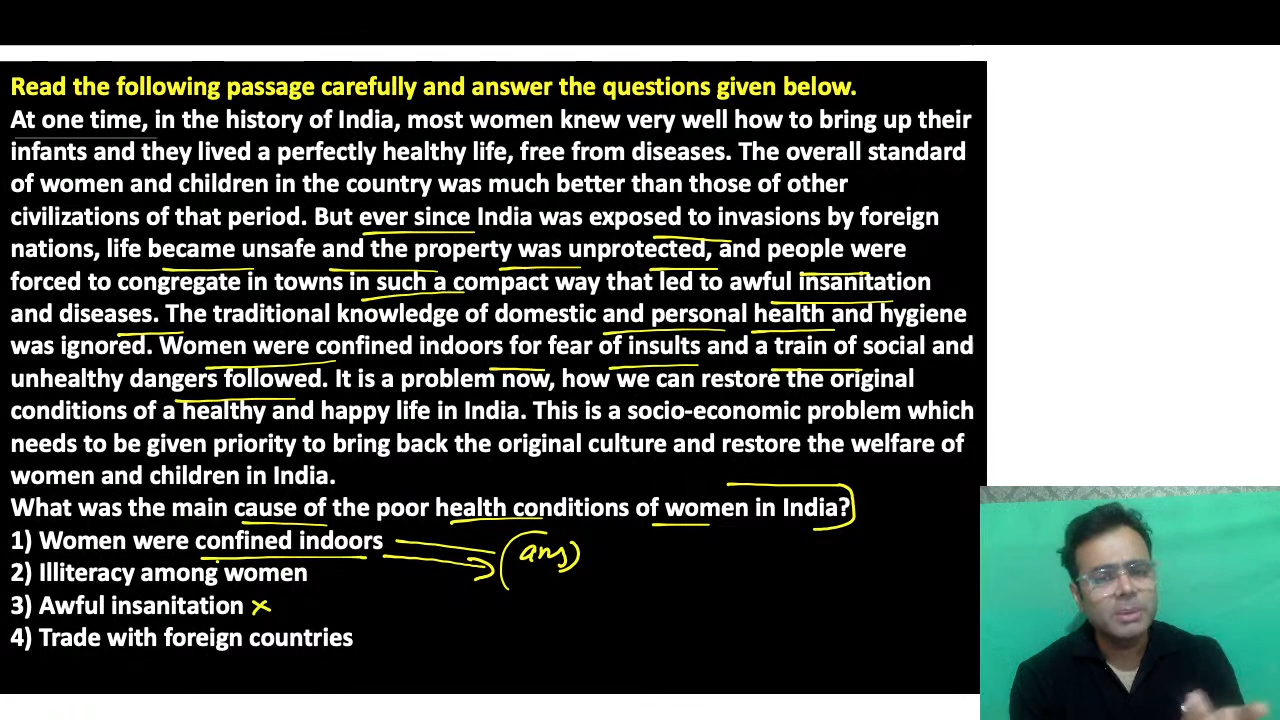 Read the following passage carefully and answer the questions given below.
At one time, in the history of India, most women knew very well how to bring up their
infants and they lived a perfectly healthy life, free from diseases. The overall standard
of women and children in the country was much better than those of other
civilizations of that period. But ever since India was exposed to invasions by foreign
nations, life became unsafe and the property was unprotected, and people were
forced to congregate in towns in such a compact way that led to awful insanitation
and diseases. The traditional knowledge of domestic and personal health and hygiene
was ignored. Women were confined indoors for fear of insults and a train of social and
unhealthy dangers followed. It is a problem now, how we can restore the original
conditions of a healthy and happy life in India. This is a socio-economic problem which
needs to be given priority to bring back the original culture and restore the welfare of
women and children in India.
What was the main cause of the poor health conditions of women in India?
1) Women were confined indoors (ans)
2) Illiteracy among women
3) Awful insanitation x
4) Trade with foreign countries